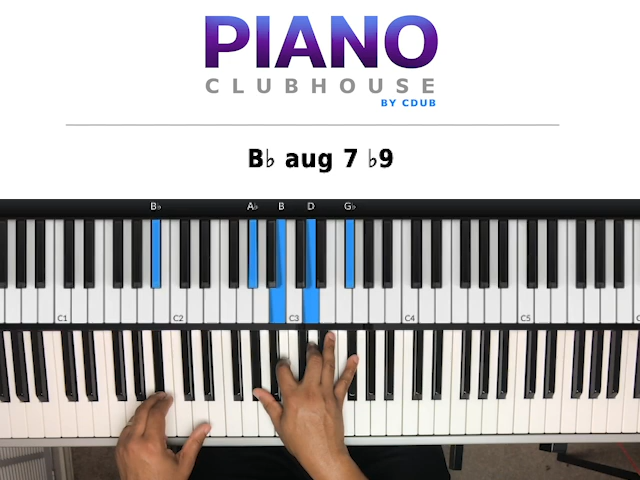 PIANO
CLUBHOUSE
BY CDUB
B♭ aug 7 ♭9
B♭ A♭ B D G♭
C1 C2 C3 C4 C5